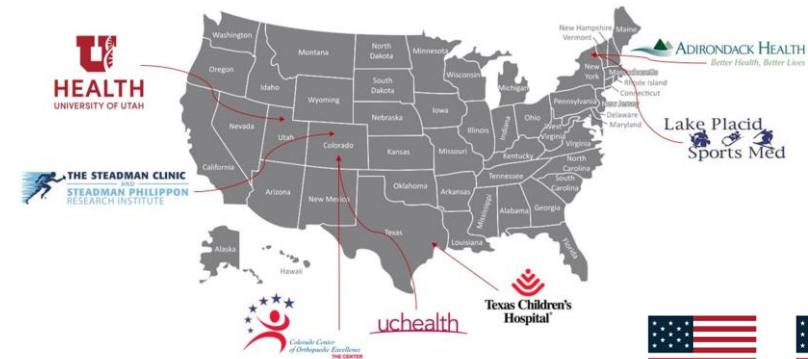 Washington
Oregon
California
Nevada
Idaho
Montana
Wyoming
Utah
Arizona
Colorado
New Mexico
North
Dakota
South
Dakota
Nebraska
Kansas
Oklahoma
Texas
Minnesota
Iowa
Missouri
Arkansas
Louisiana
Wisconsin
Illinois
Michigan
Indiana
Ohio
Kentucky
Tennessee
Mississippi
Alabama
Georgia
Florida
South
Carolina
North
Carolina
Virginia
West
Virginia
Pennsylvania
New
York
New Hampshire
Vermont
Maine
Massachusetts
Rhode Island
Connecticut
New Jersey
Delaware
Maryland
Alaska
Hawaii
U
HEALTH
UNIVERSITY OF UTAH
THE STEADMAN CLINIC
AND
STEADMAN PHILIPPON
RESEARCH INSTITUTE
Colorado Center
of Orthopaedic Excellence
THE CENTER
uchealth
Texas Children's
Hospital
ADIRONDACK HEALTH
Better Health, Better Lives
Lake Placid
Sports Med